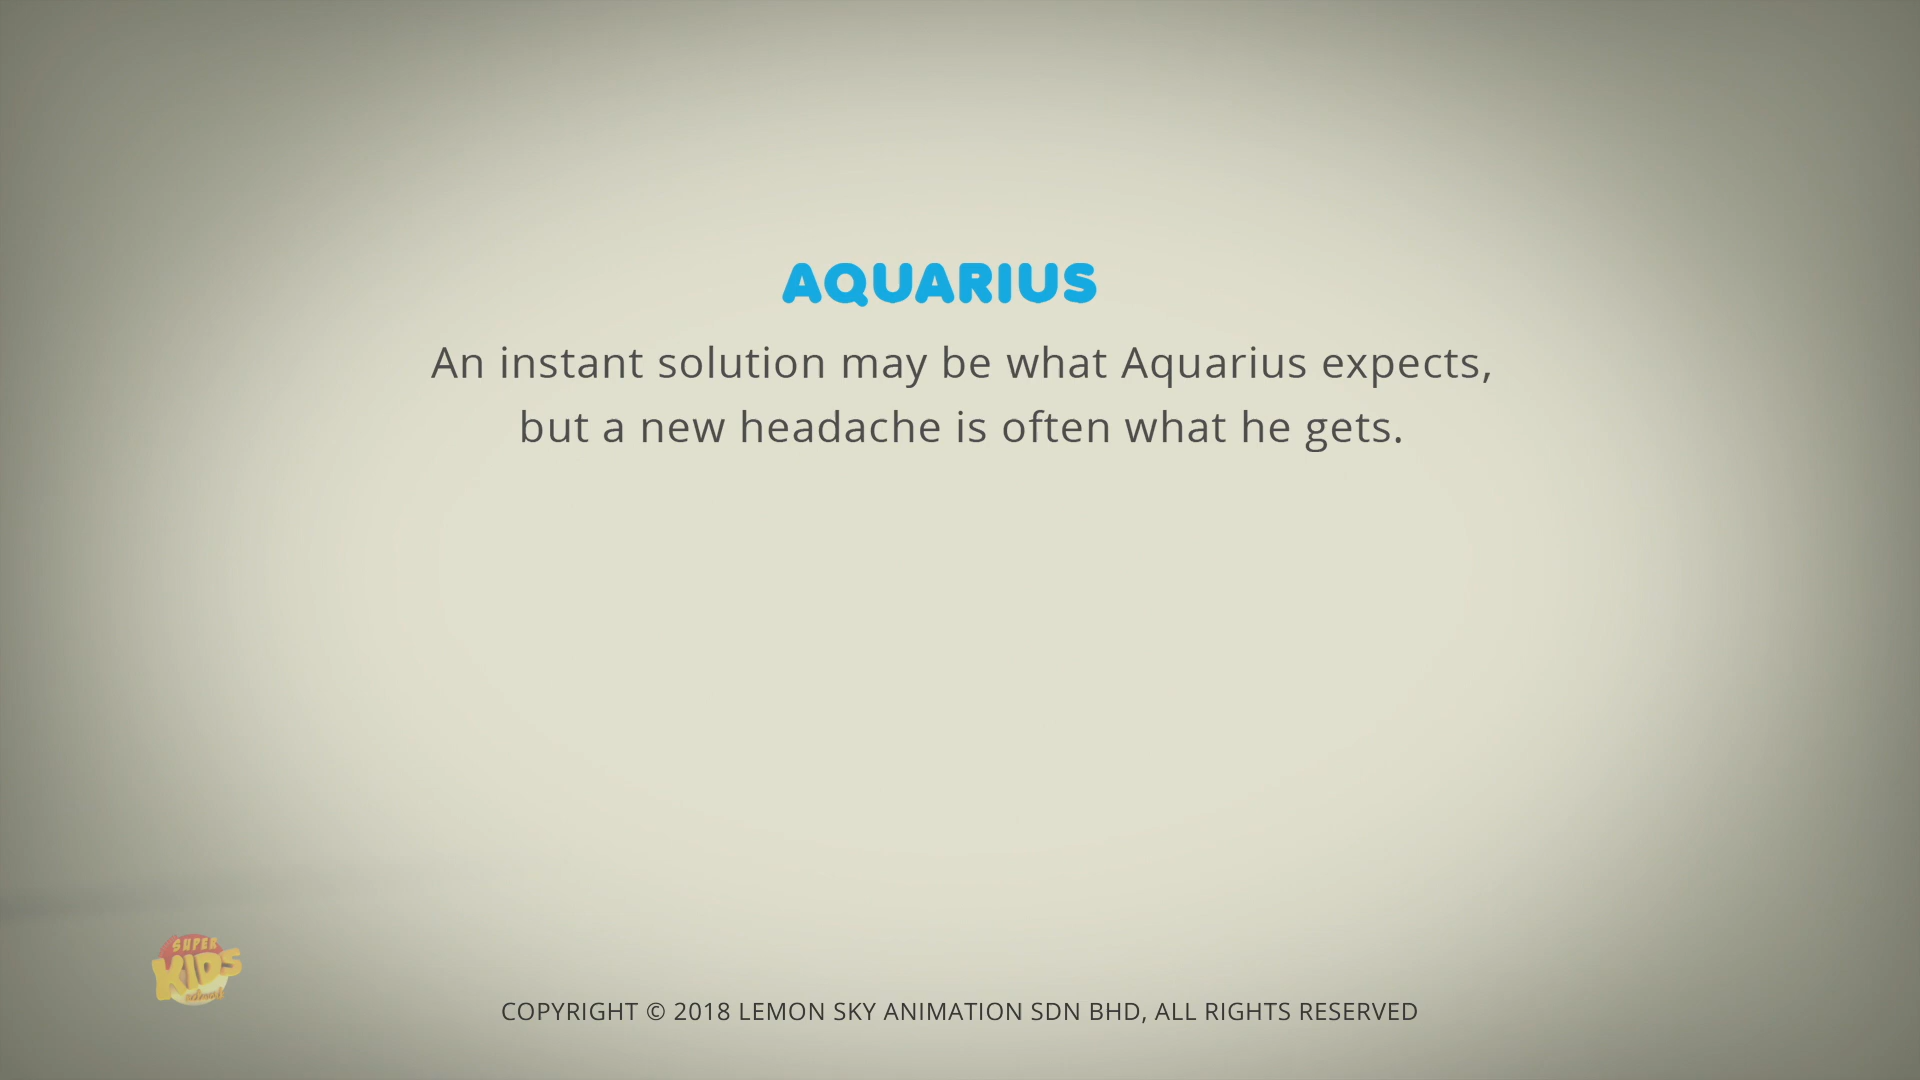 AQUARIUS
An instant solution may be what Aquarius expects,
but a new headache is often what he gets.
SUPER
KIDS
network
COPYRIGHT © 2018 LEMON SKY ANIMATION SDN BHD, ALL RIGHTS RESERVED